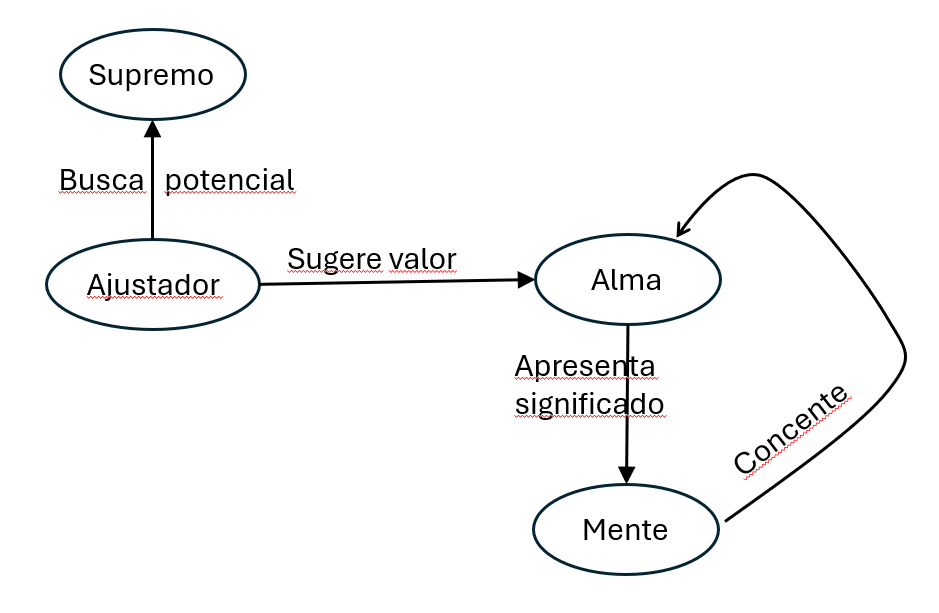 Supremo
Busca potencial
Ajustador
Sugere valor
Alma
Apresenta
significado
Concente
Mente